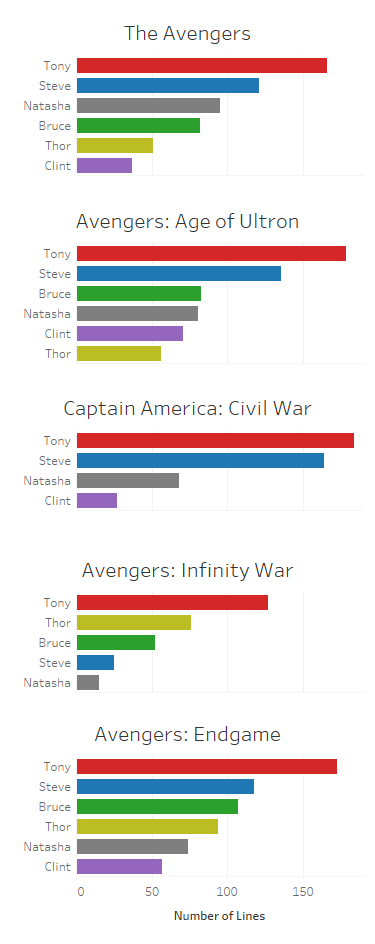 The Avengers
Tony
Steve
Natasha
Bruce
Thor
Clint
Avengers: Age of Ultron
Tony
Steve
Bruce
Natasha
Clint
Thor
Captain America: Civil War
Tony
Steve
Natasha
Clint
Avengers: Infinity War
Tony
Thor
Bruce
Steve
Natasha
Avengers: Endgame
Tony
Steve
Bruce
Thor
Natasha
Clint
0 50 100 150
Number of Lines